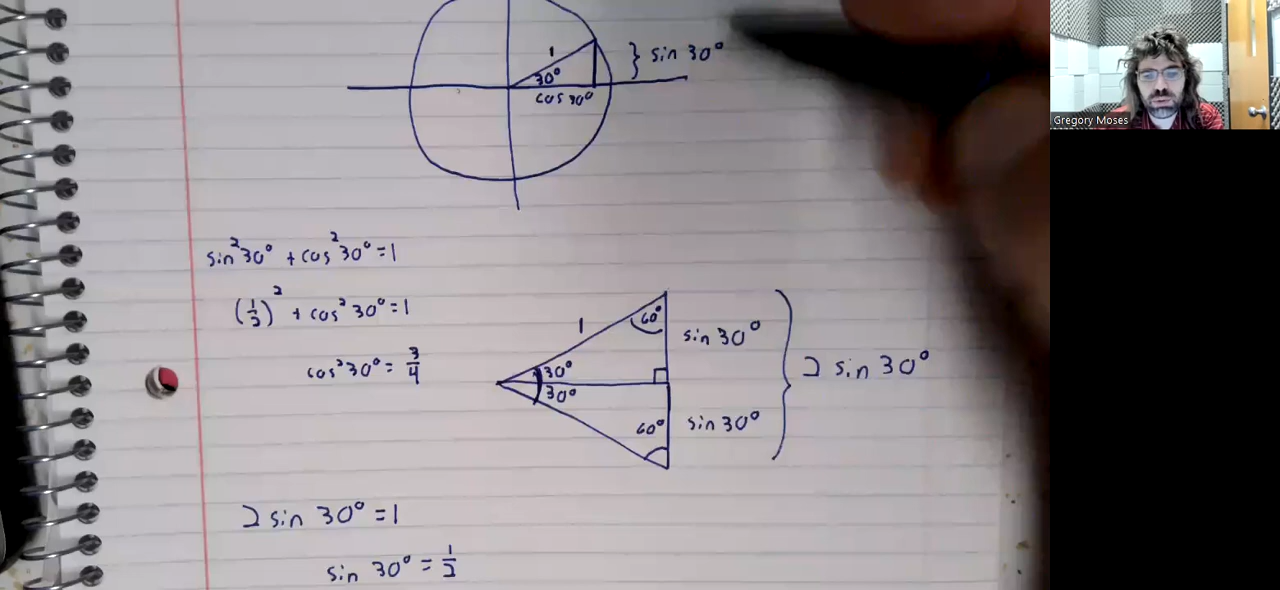 1
} sin 30°
30°
cos 30°
Gregory Moses
sin²30° + cos²30° = 1
(1/2)² + cos²30° = 1
cos²30° = 3/4
1
60°
sin 30°
30°
30°
} 2 sin 30°
60°
sin 30°
2 sin 30° = 1
sin 30° = 1/2